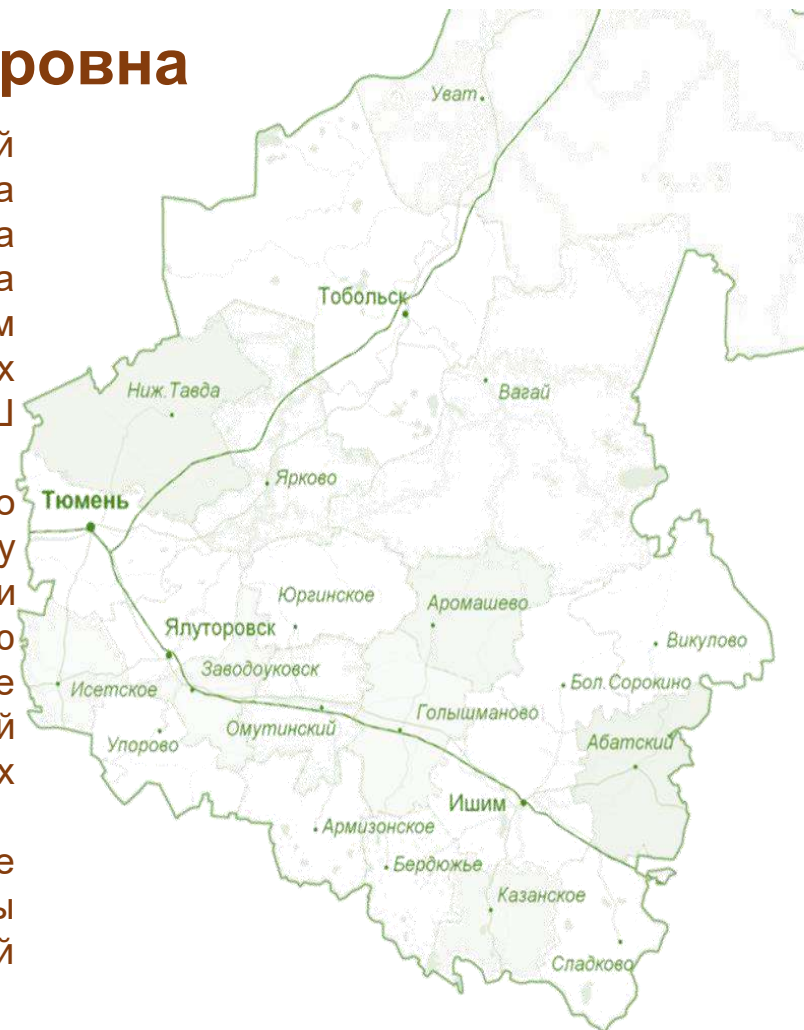 ровна
й
а
а
а
м
х
Ш
о
у
и
о
е
й
х
е
ы
й
Уват
Тобольск
Ниж.Тавда
Вагай
Ярково
Тюмень
Юргинское
Аромашево
Ялуторовск
Викулово
Заводоуковск
Исетское
Бол.Сорокино
Омутинский
Голышманово
Упорово
Абатский
Ишим
Армизонское
Бердюжье
Казанское
Сладково